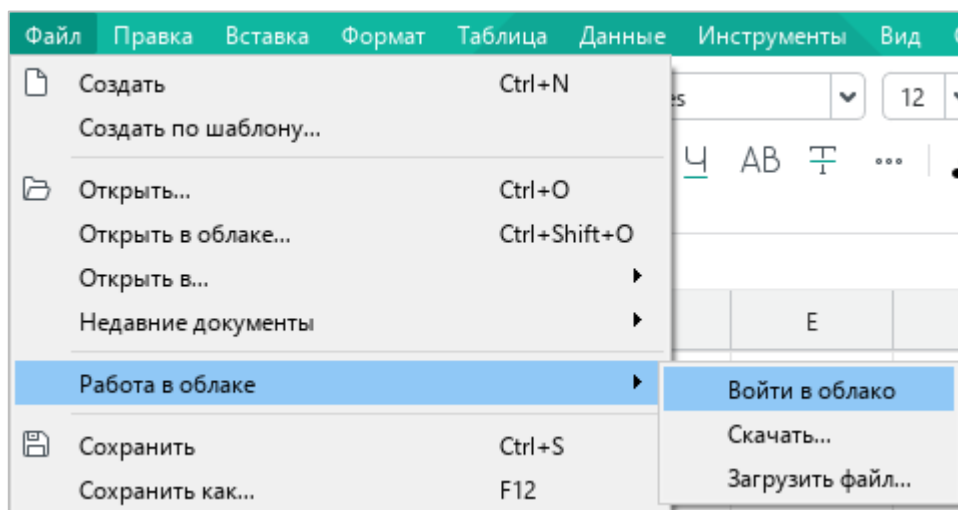 Файл Правка Вставка Формат Таблица Данные Инструменты Вид
Создать Ctrl+N
Создать по шаблону...
12
Ч AB T
Открыть... Ctrl+O
Открыть в облаке... Ctrl+Shift+O
Открыть в...
Недавние документы
E
Работа в облаке
Войти в облако
Сохранить Ctrl+S
Скачать...
Сохранить как... F12
Загрузить файл...